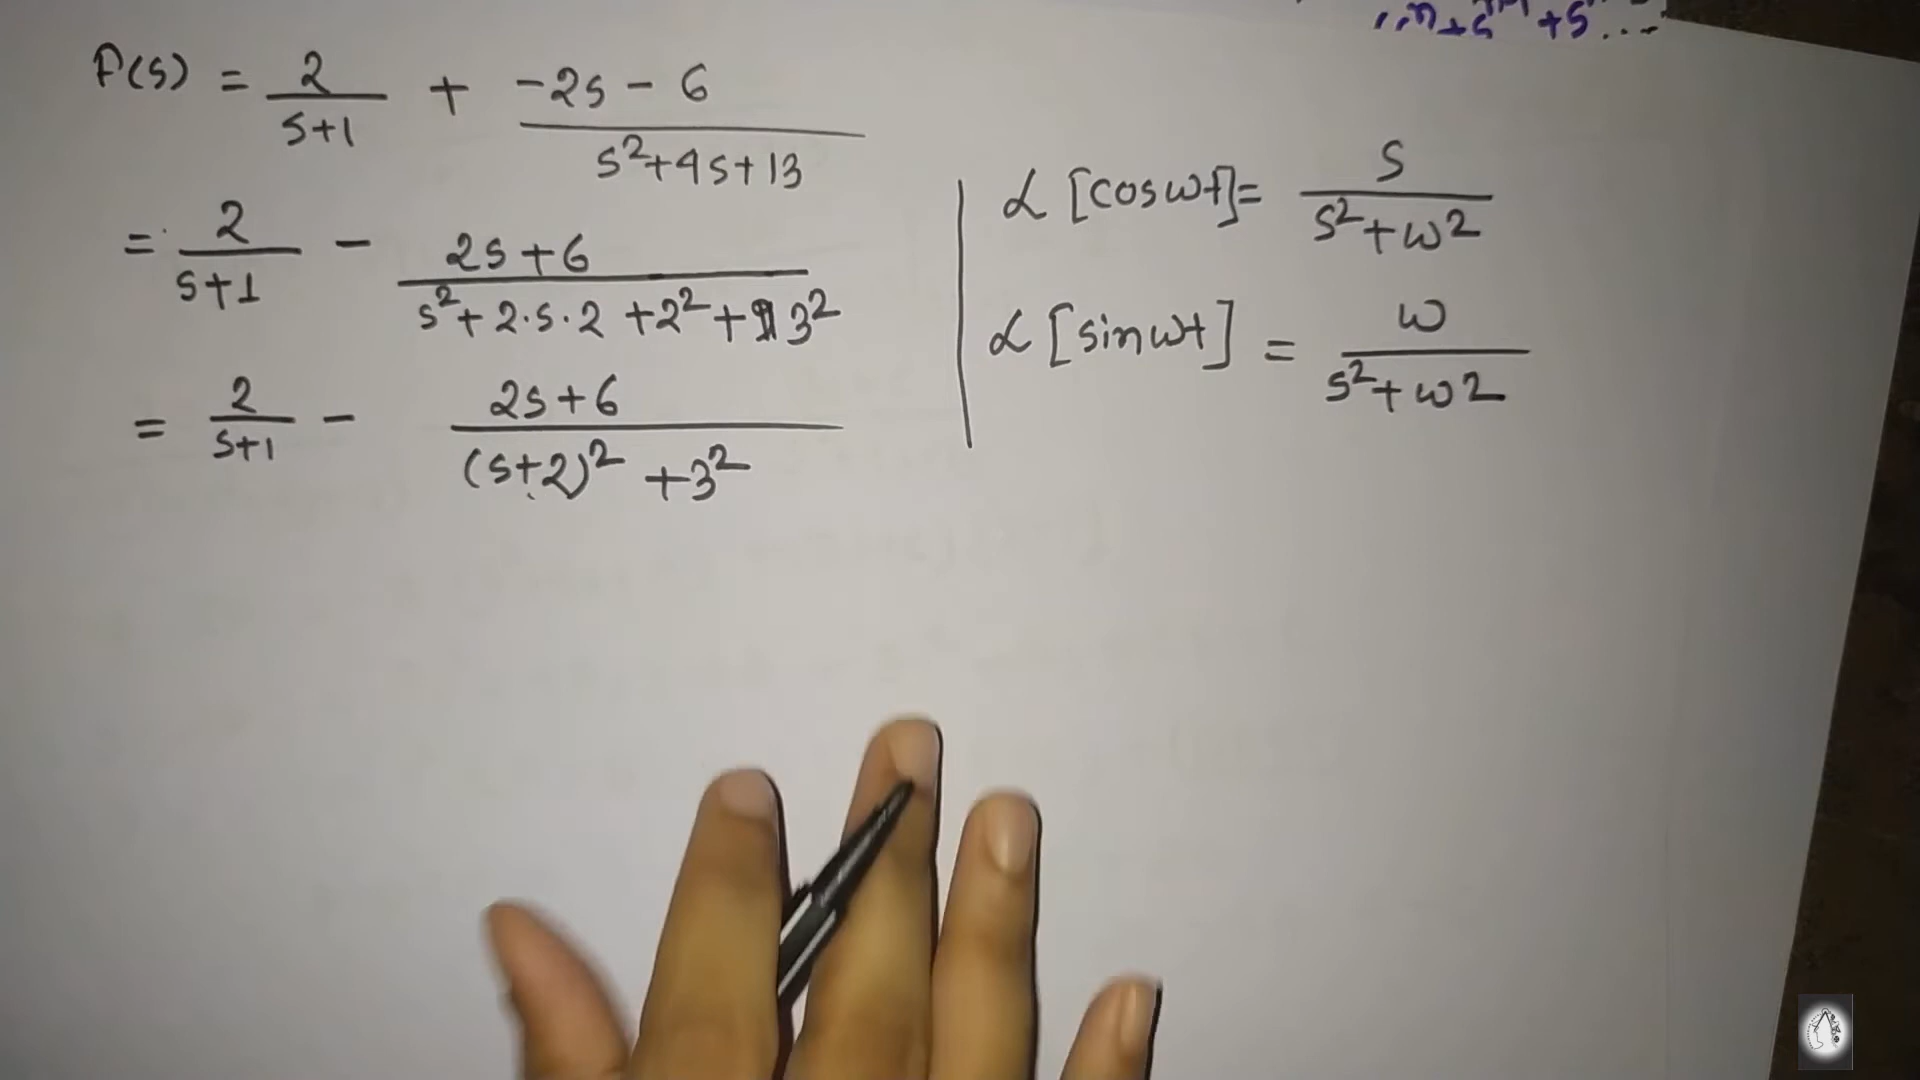 F(s) = 2/(s+1) + (-2s - 6)/(s²+4s+13)
= 2/(s+1) - (2s+6)/(s²+2·s·2+2²+3²)
= 2/(s+1) - (2s+6)/((s+2)²+3²)
L[cosωt] = s/(s²+ω²)
L[sinωt] = ω/(s²+ω²)